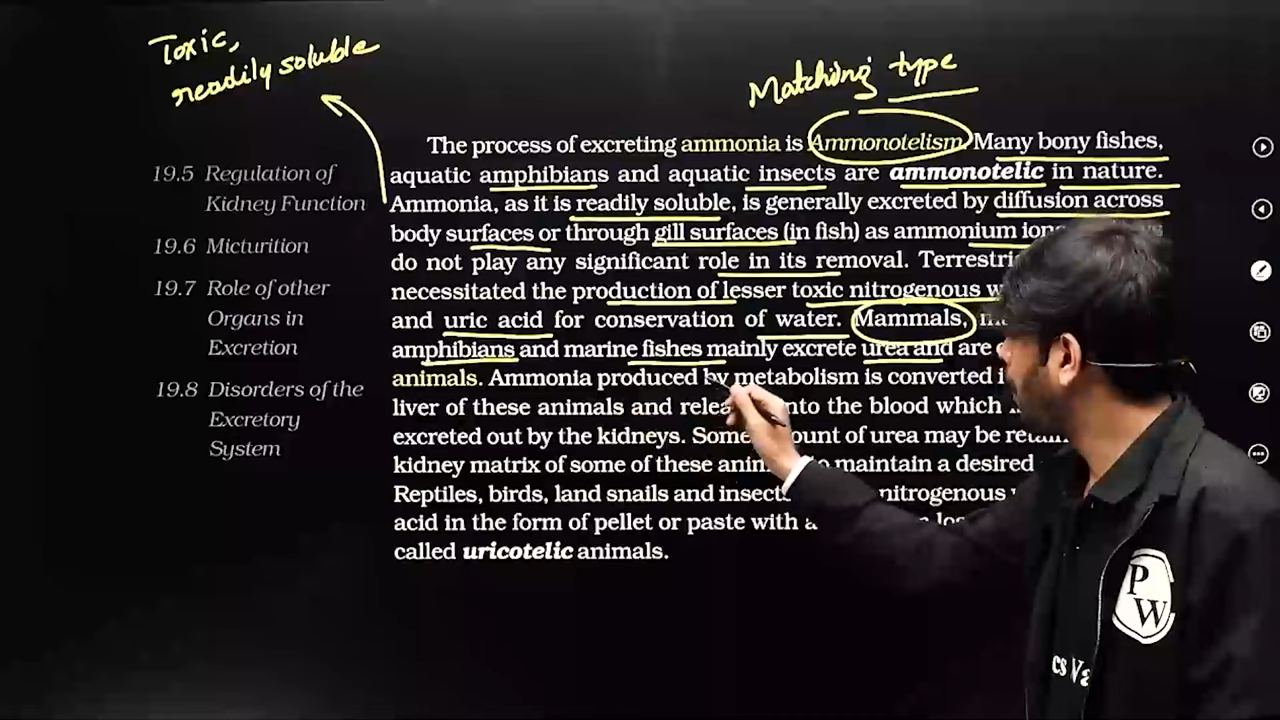 Toxic,
readily soluble
Matching type
19.5 Regulation of
Kidney Function
19.6 Micturition
19.7 Role of other
Organs in
Excretion
19.8 Disorders of the
Excretory
System
The process of excreting ammonia is Ammonotelism. Many bony fishes,
aquatic amphibians and aquatic insects are ammonotelic in nature.
Ammonia, as it is readily soluble, is generally excreted by diffusion across
body surfaces or through gill surfaces (in fish) as ammonium
do not play any significant role in its removal.
necessitated the production of lesser toxic nitrogenous
and uric acid for conservation of water. Mammals,
amphibians and marine fishes mainly excrete urea and are
animals. Ammonia produced by metabolism is converted
liver of these animals and into the blood which
excreted out by the kidneys. Some of urea may be
kidney matrix of some of these maintain a desired
Reptiles, birds, land snails and nitrogenous
acid in the form of pellet or paste with a
called uricotelic animals.
P
W